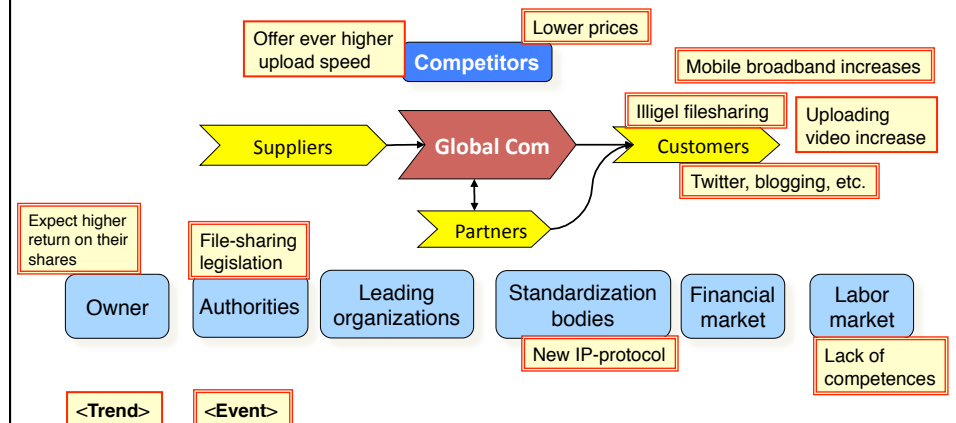 Lower prices
Offer ever higher
upload speed
Competitors
Mobile broadband increases
Illigel filesharing
Uploading
video increase
Suppliers
Global Com
Customers
Twitter, blogging, etc.
Partners
Expect higher
return on their
shares
File-sharing
legislation
Owner
Authorities
Leading
organizations
Standardization
bodies
Financial
market
Labor
market
New IP-protocol
Lack of
competences
<Trend>
<Event>